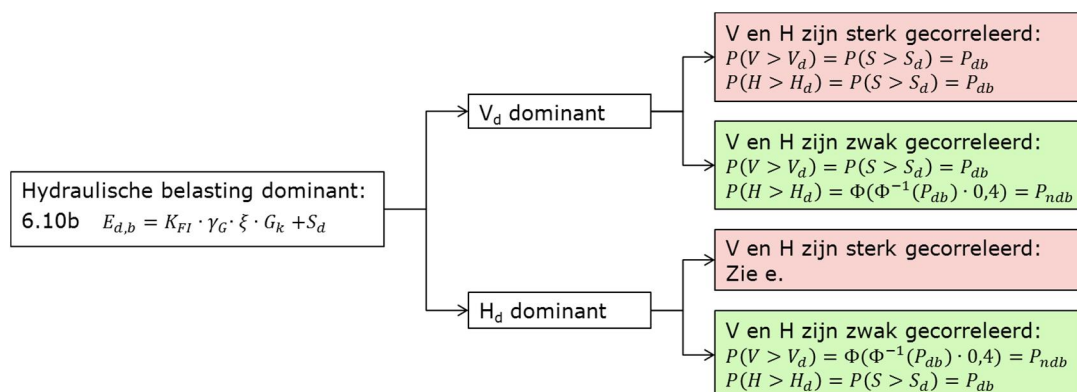 Hydraulische belasting dominant:
6.10b E_{d,b} = K_{FI} · γ_G · ξ · G_k + S_d
V_d dominant
V en H zijn sterk gecorreleerd:
P(V > V_d) = P(S > S_d) = P_{db}
P(H > H_d) = P(S > S_d) = P_{db}
V en H zijn zwak gecorreleerd:
P(V > V_d) = P(S > S_d) = P_{db}
P(H > H_d) = Φ(Φ⁻¹(P_{db}) · 0,4) = P_{ndb}
H_d dominant
V en H zijn sterk gecorreleerd:
Zie e.
V en H zijn zwak gecorreleerd:
P(V > V_d) = Φ(Φ⁻¹(P_{db}) · 0,4) = P_{ndb}
P(H > H_d) = P(S > S_d) = P_{db}